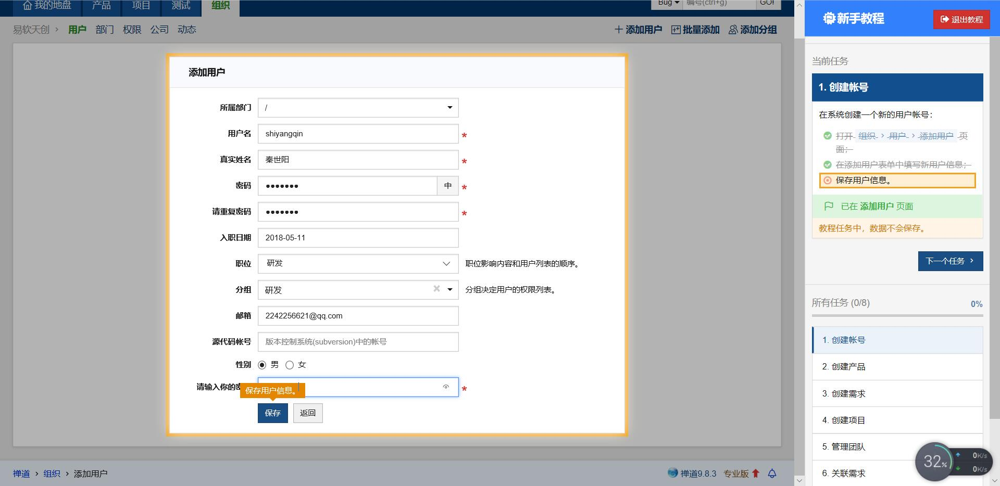 我的地盘 产品 项目 测试 组织 Bug 编号(ctrl+g) GO!
易软天创 > 用户 部门 权限 公司 动态 添加用户 批量添加 添加分组
添加用户
所属部门 /
用户名 shiyangqin *
真实姓名 秦世阳 *
密码 ●●●●●●● 中 *
请重复密码 ●●●●●●● *
入职日期 2018-05-11
职位 研发 职位影响内容和用户列表的顺序。
分组 研发 × 分组决定用户的权限列表。
邮箱 2242256621@qq.com
源代码帐号 版本控制系统(subversion)中的帐号
性别 男 女
请输入你的密 *
保存用户信息。
保存 返回
禅道 > 组织 > 添加用户 禅道9.8.3 专业版
新手教程 退出教程
当前任务
1. 创建帐号
在系统创建一个新的用户帐号：
打开 组织 > 用户 > 添加用户 页
面；
在添加用户表单中填写新用户信息；
保存用户信息。
已在 添加用户 页面
教程任务中，数据不会保存。
下一个任务 >
所有任务 (0/8) 0%
1. 创建帐号
2. 创建产品
3. 创建需求
4. 创建项目
5. 管理团队
6. 关联需求
32% 0K/s
0K/s